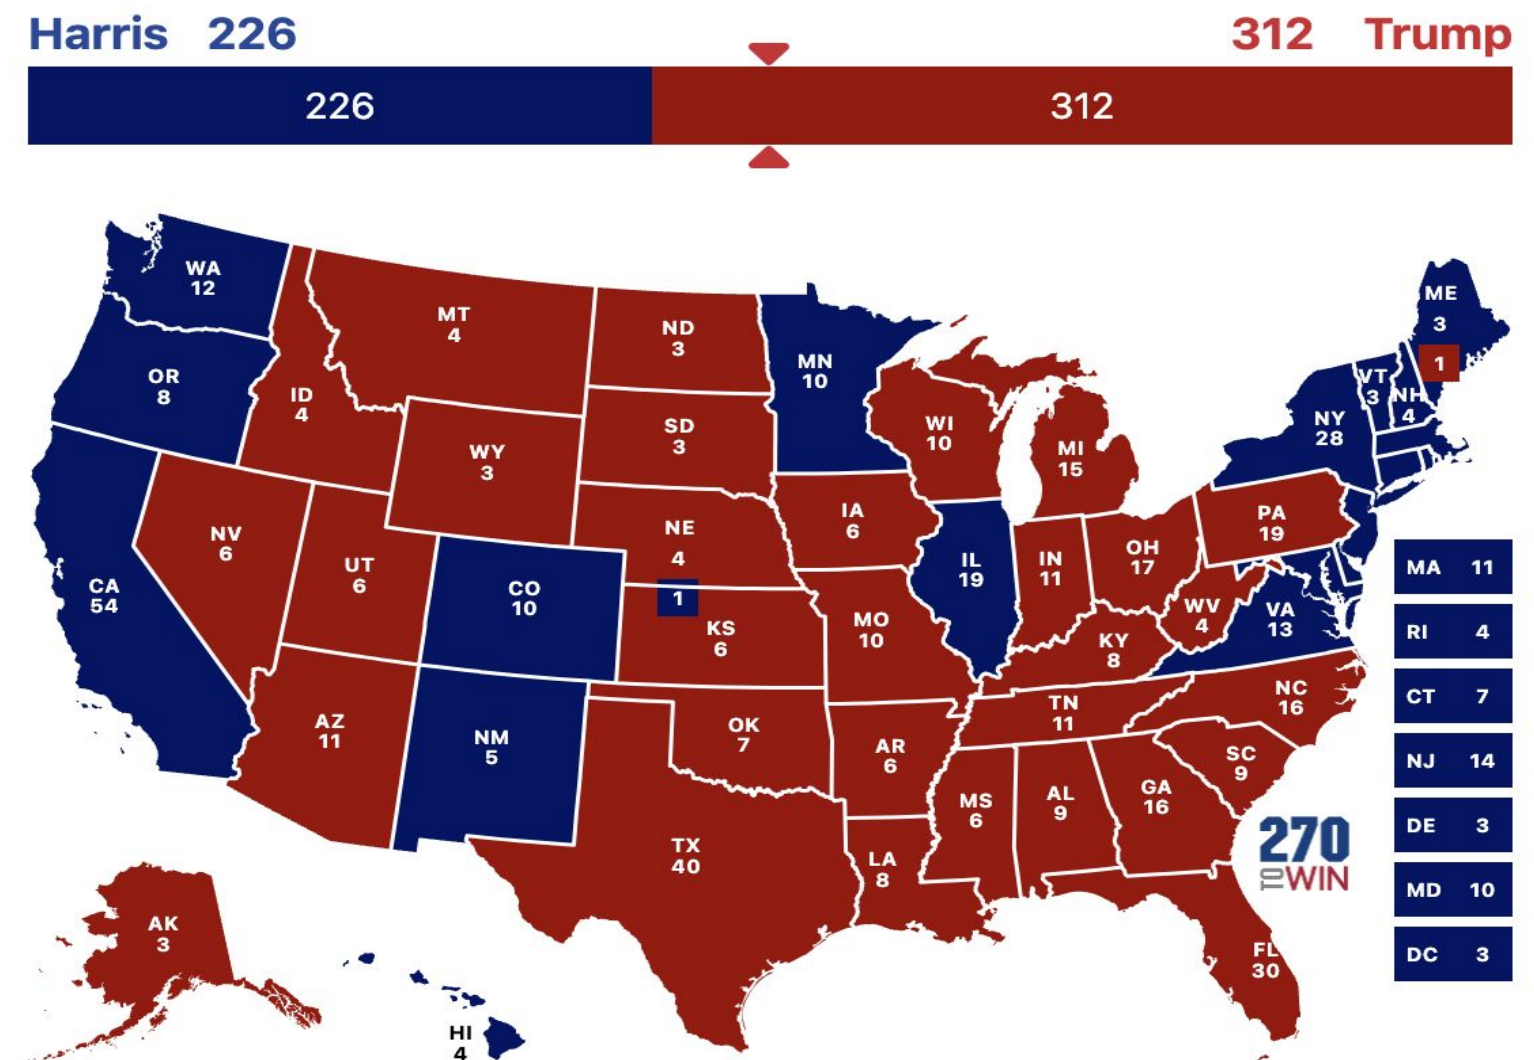 Harris 226
312 Trump
226
312
WA
12
OR
8
CA
54
ID
4
NV
6
MT
4
WY
3
UT
6
AZ
11
CO
10
NM
5
ND
3
SD
3
NE
4
1
KS
6
OK
7
TX
40
MN
10
IA
6
MO
10
AR
6
LA
8
WI
10
IL
19
MI
15
IN
11
OH
17
KY
8
TN
11
MS
6
AL
9
GA
16
FL
30
SC
9
NC
16
WV
4
VA
13
PA
19
NY
28
VT
3
NH
4
ME
3
1
MA 11
RI 4
CT 7
NJ 14
DE 3
MD 10
DC 3
270
TO WIN
AK
3
HI
4